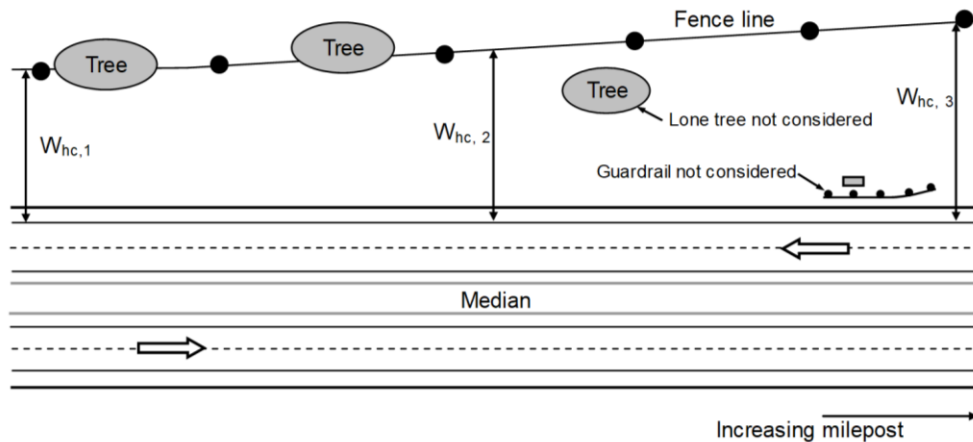 Fence line
Tree
Tree
Tree
W_hc,1
W_hc, 2
W_hc, 3
Lone tree not considered
Guardrail not considered
Median
Increasing milepost